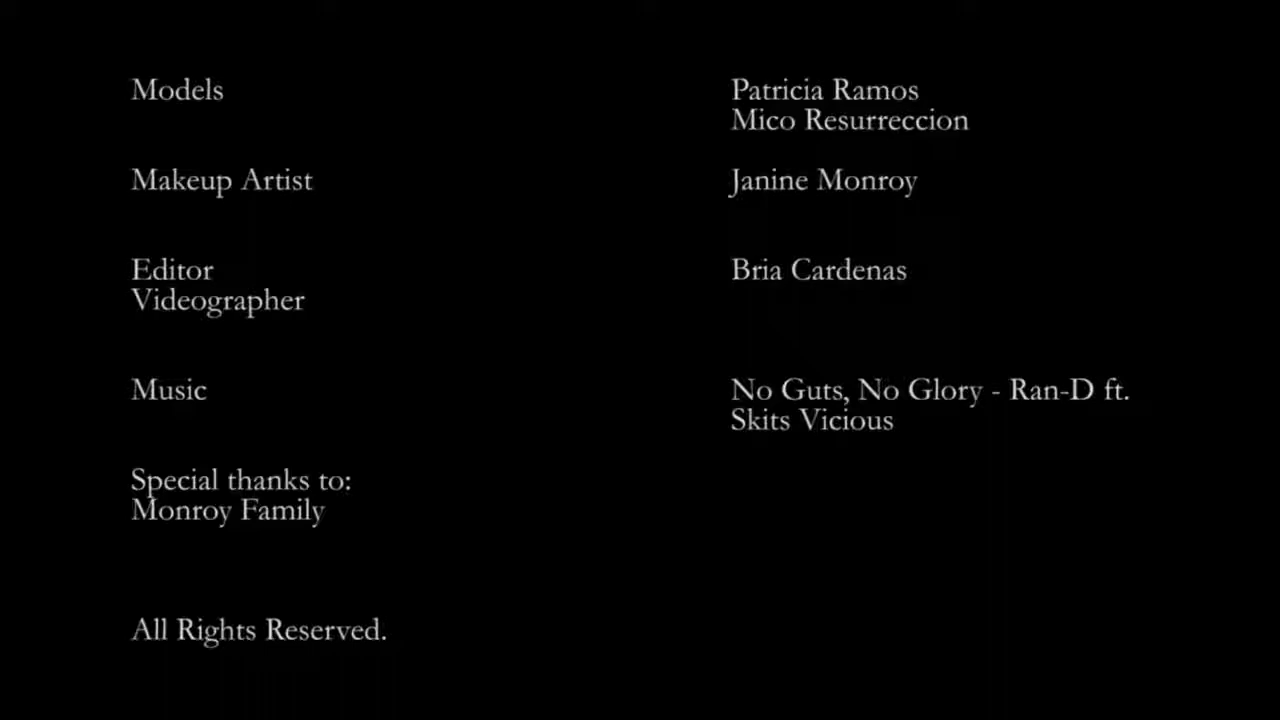 Models Patricia Ramos
Mico Resurreccion
Makeup Artist Janine Monroy
Editor Bria Cardenas
Videographer
Music No Guts, No Glory - Ran-D ft.
Skits Vicious
Special thanks to:
Monroy Family
All Rights Reserved.